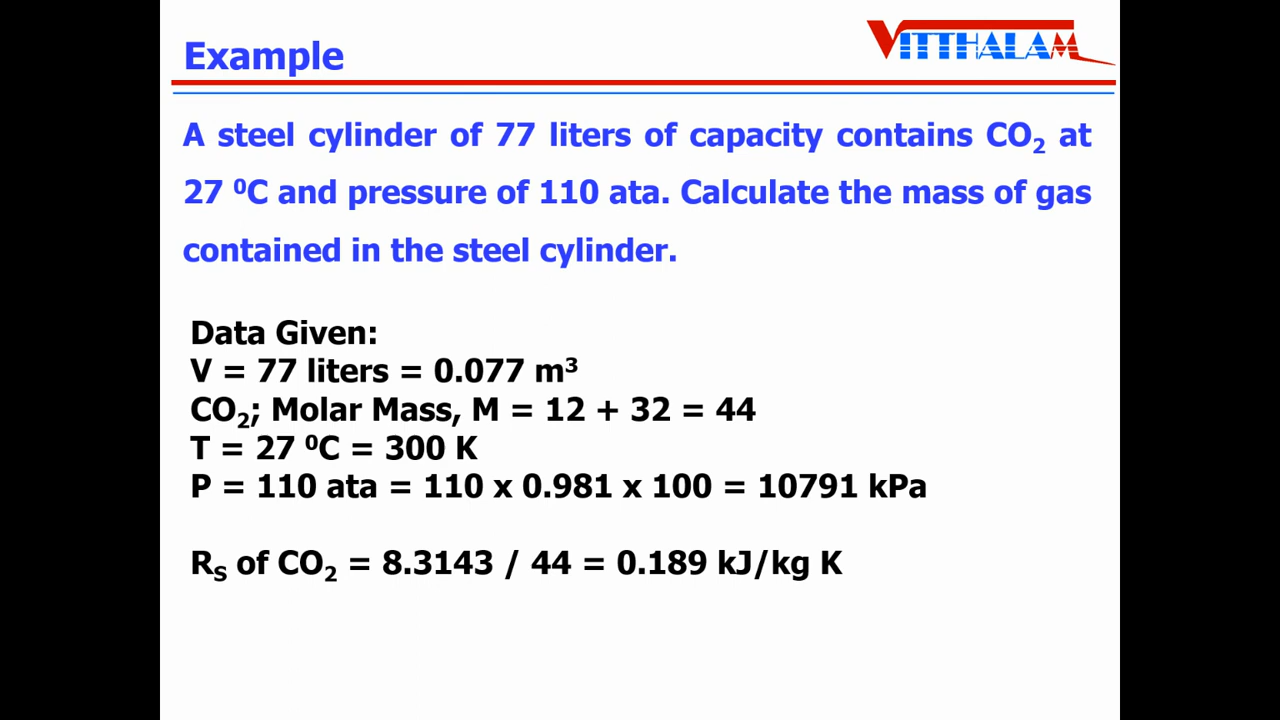 Example
VITTHALAM
A steel cylinder of 77 liters of capacity contains CO₂ at
27 ⁰C and pressure of 110 ata. Calculate the mass of gas
contained in the steel cylinder.
Data Given:
V = 77 liters = 0.077 m³
CO₂; Molar Mass, M = 12 + 32 = 44
T = 27 ⁰C = 300 K
P = 110 ata = 110 x 0.981 x 100 = 10791 kPa
Rs of CO₂ = 8.3143 / 44 = 0.189 kJ/kg K